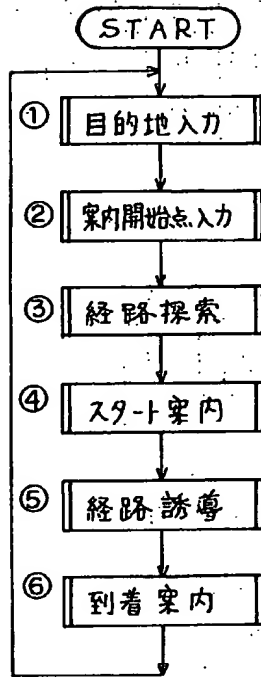 START
① 目的地入力
② 案内開始点入力
③ 経路探索
④ スタート案内
⑤ 経路誘導
⑥ 到着案内